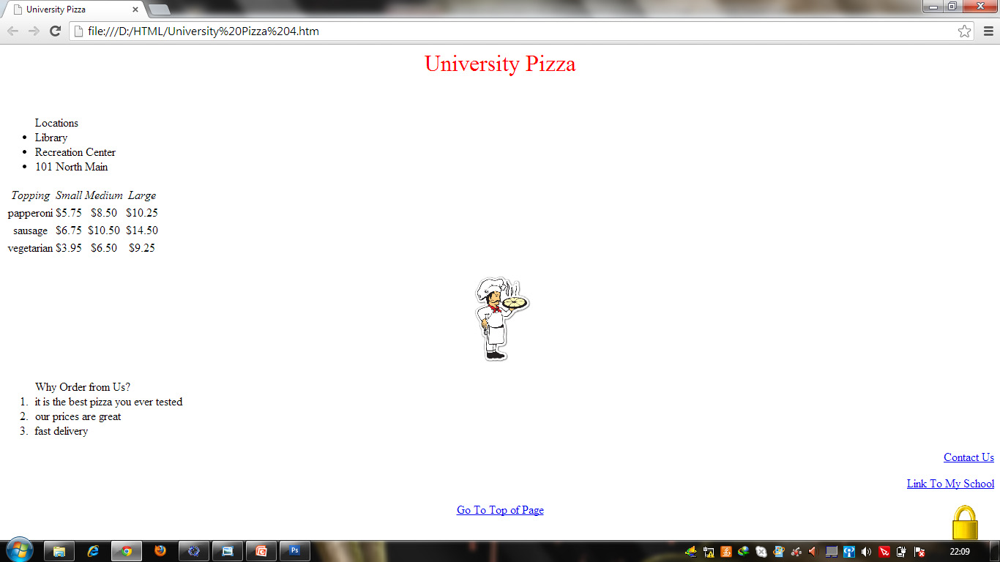 University Pizza
file:///D:/HTML/University%20Pizza%204.htm
University Pizza
Locations
• Library
• Recreation Center
• 101 North Main
Topping Small Medium Large
papperoni $5.75 $8.50 $10.25
sausage $6.75 $10.50 $14.50
vegetarian $3.95 $6.50 $9.25
Why Order from Us?
1. it is the best pizza you ever tested
2. our prices are great
3. fast delivery
Contact Us
Link To My School
Go To Top of Page
Ps
22:09